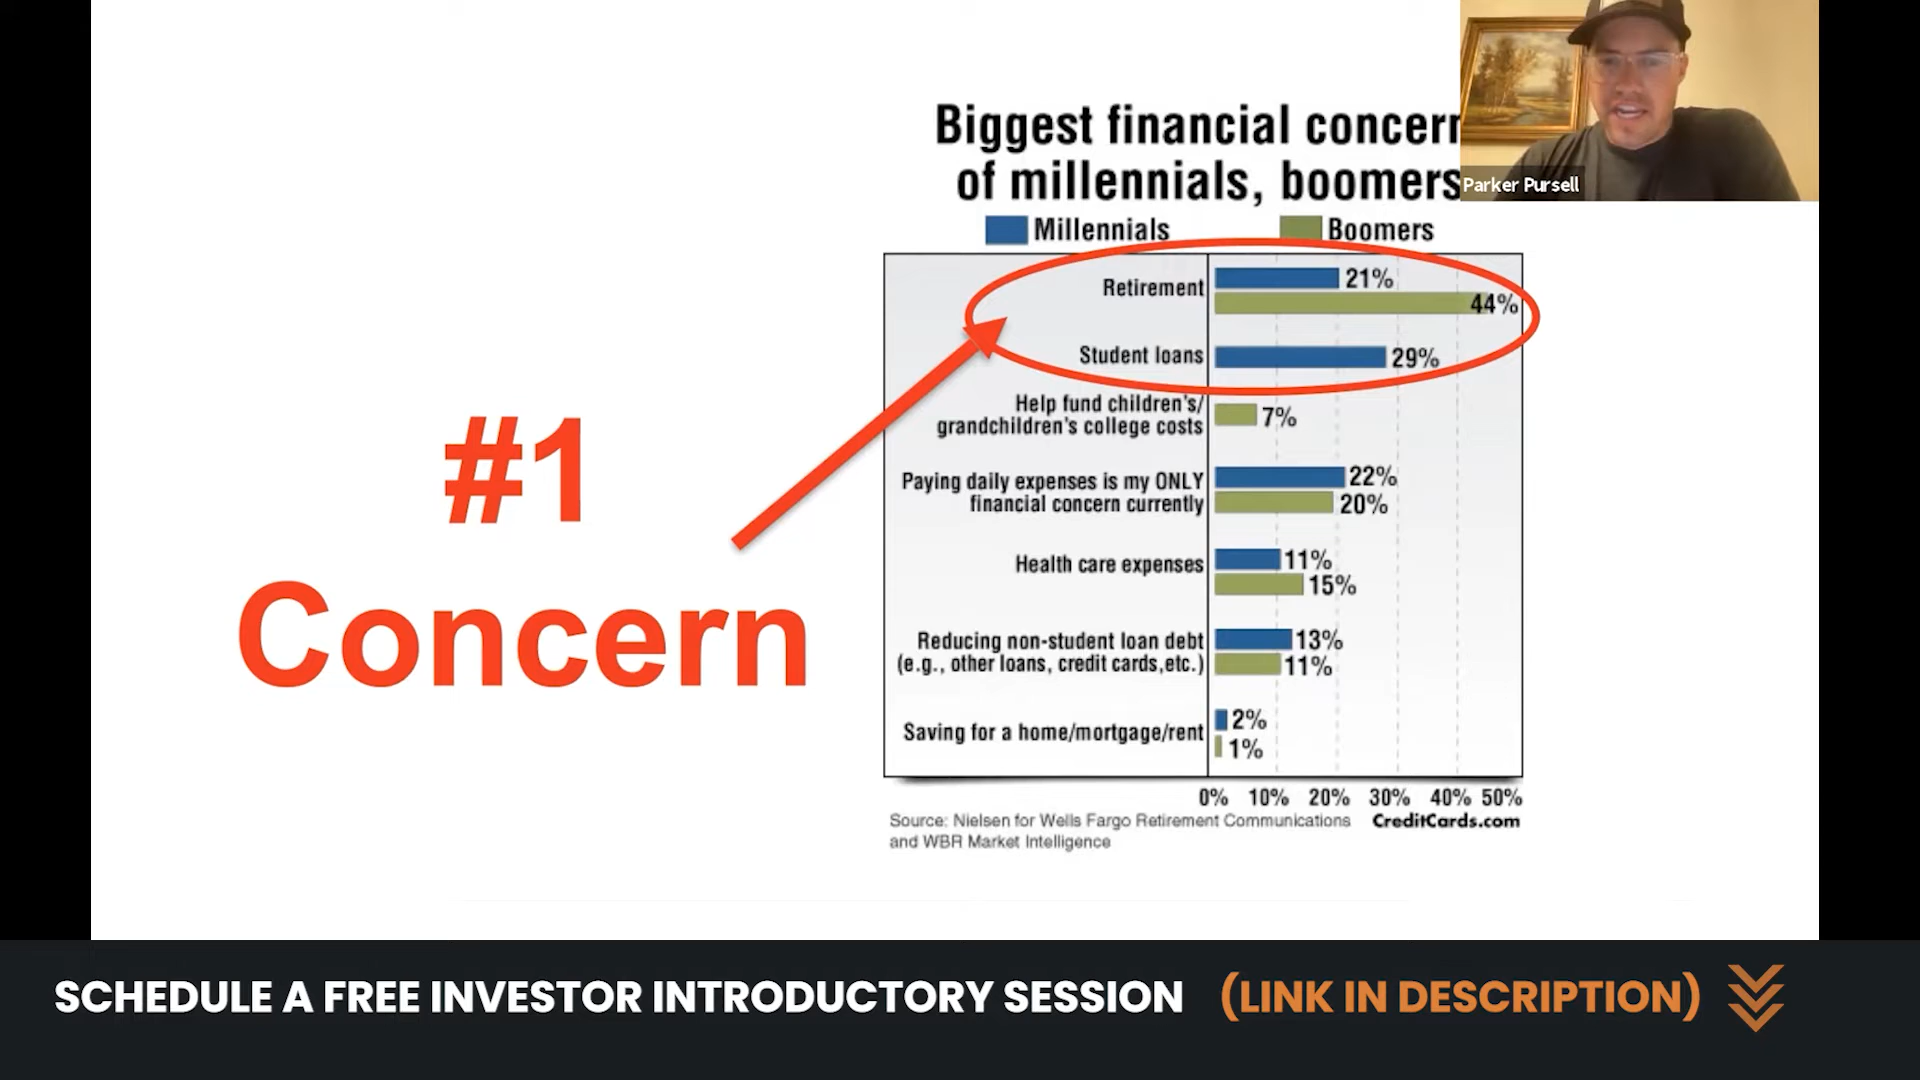 Biggest financial concern
of millennials, boomers
Parker Pursell
Millennials
Boomers
Retirement
21%
44%
Student loans
29%
Help fund children's/
grandchildren's college costs
7%
#1
Concern
Paying daily expenses is my ONLY
financial concern currently
22%
20%
Health care expenses
11%
15%
Reducing non-student loan debt
(e.g., other loans, credit cards,etc.)
13%
11%
Saving for a home/mortgage/rent
2%
1%
0% 10% 20% 30% 40% 50%
Source: Nielsen for Wells Fargo Retirement Communications
and WBR Market Intelligence
CreditCards.com
SCHEDULE A FREE INVESTOR INTRODUCTORY SESSION (LINK IN DESCRIPTION)